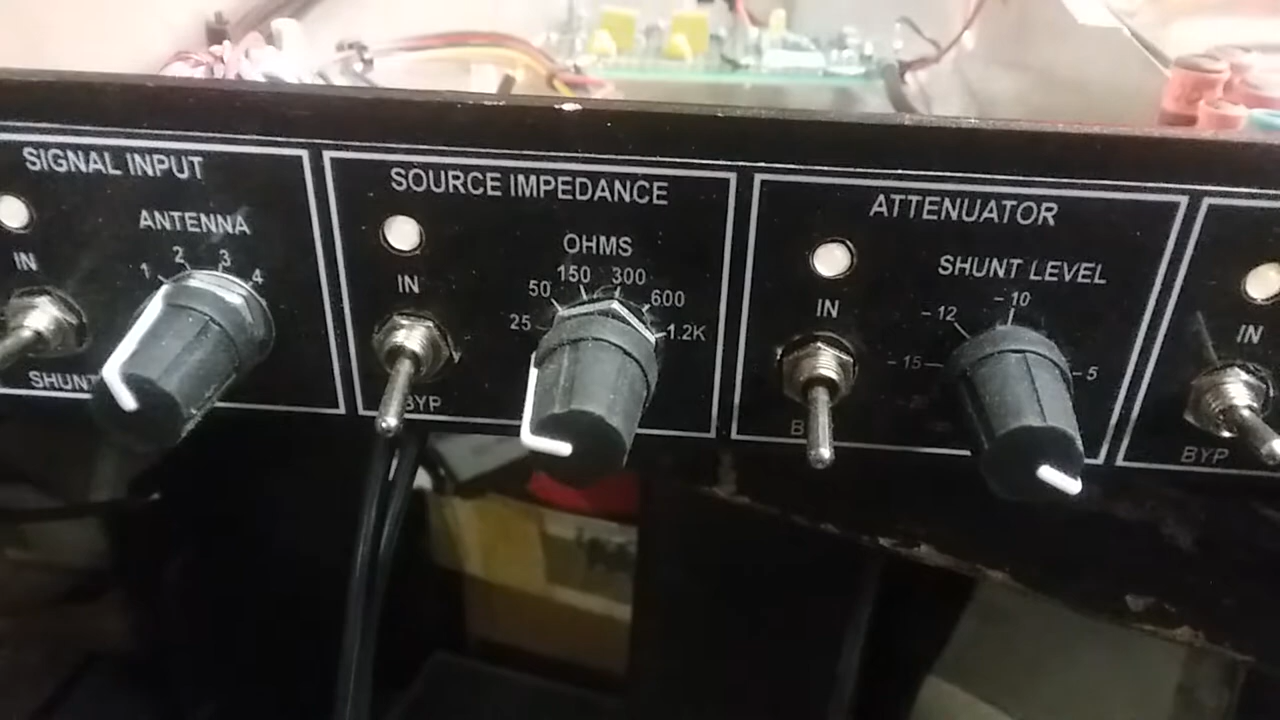 SIGNAL INPUT
ANTENNA
IN
1 2 3 4
SHUNT
SOURCE IMPEDANCE
OHMS
IN
25 50 150 300 600 1.2K
BYP
ATTENUATOR
SHUNT LEVEL
IN
-15 -12 -10 -5
B
IN
BYP